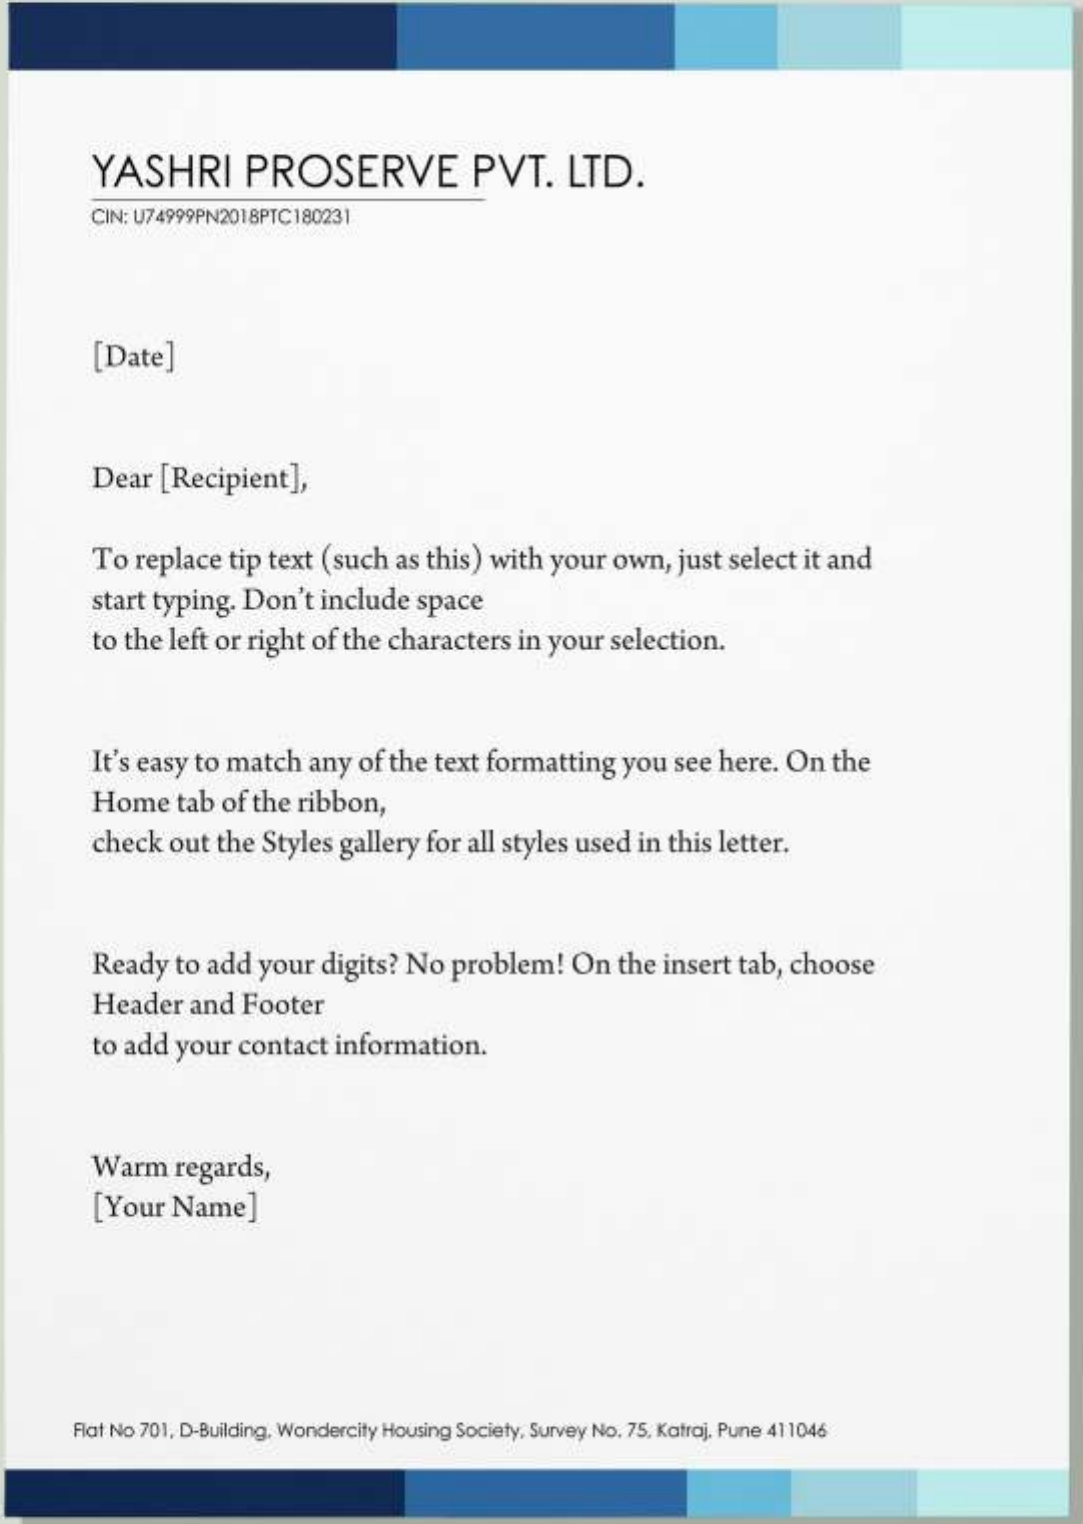 YASHRI PROSERVE PVT. LTD.
CIN: U74999PN2018PTC180231
[Date]
Dear [Recipient],
To replace tip text (such as this) with your own, just select it and
start typing. Don't include space
to the left or right of the characters in your selection.
It's easy to match any of the text formatting you see here. On the
Home tab of the ribbon,
check out the Styles gallery for all styles used in this letter.
Ready to add your digits? No problem! On the insert tab, choose
Header and Footer
to add your contact information.
Warm regards,
[Your Name]
Flat No 701, D-Building, Wondercity Housing Society, Survey No. 75, Katraj, Pune 411046